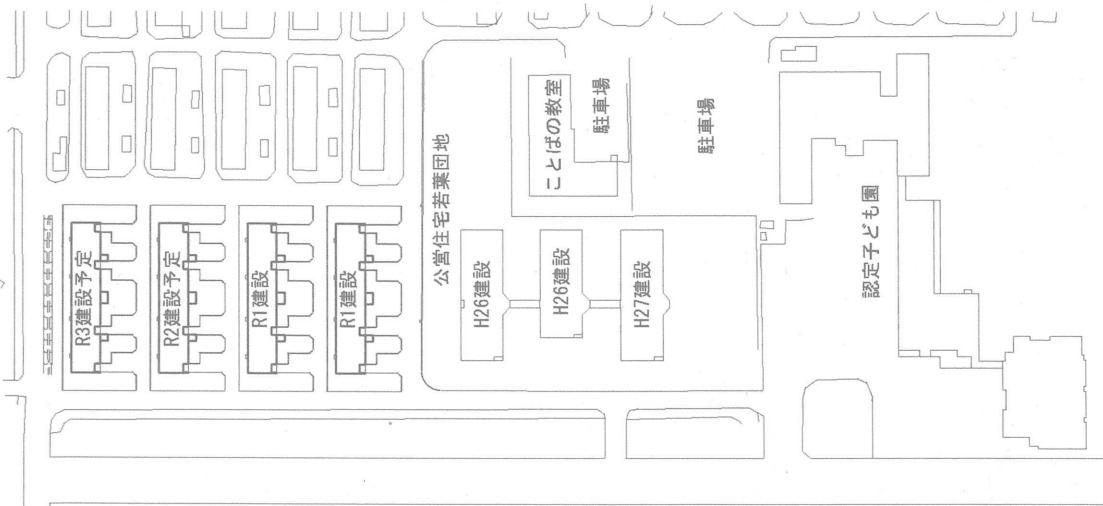 R3建設予定
R2建設予定
R1建設
R1建設
公営住宅若葉団地
H26建設
H26建設
H27建設
ことばの教室
駐車場
駐車場
認定子ども園